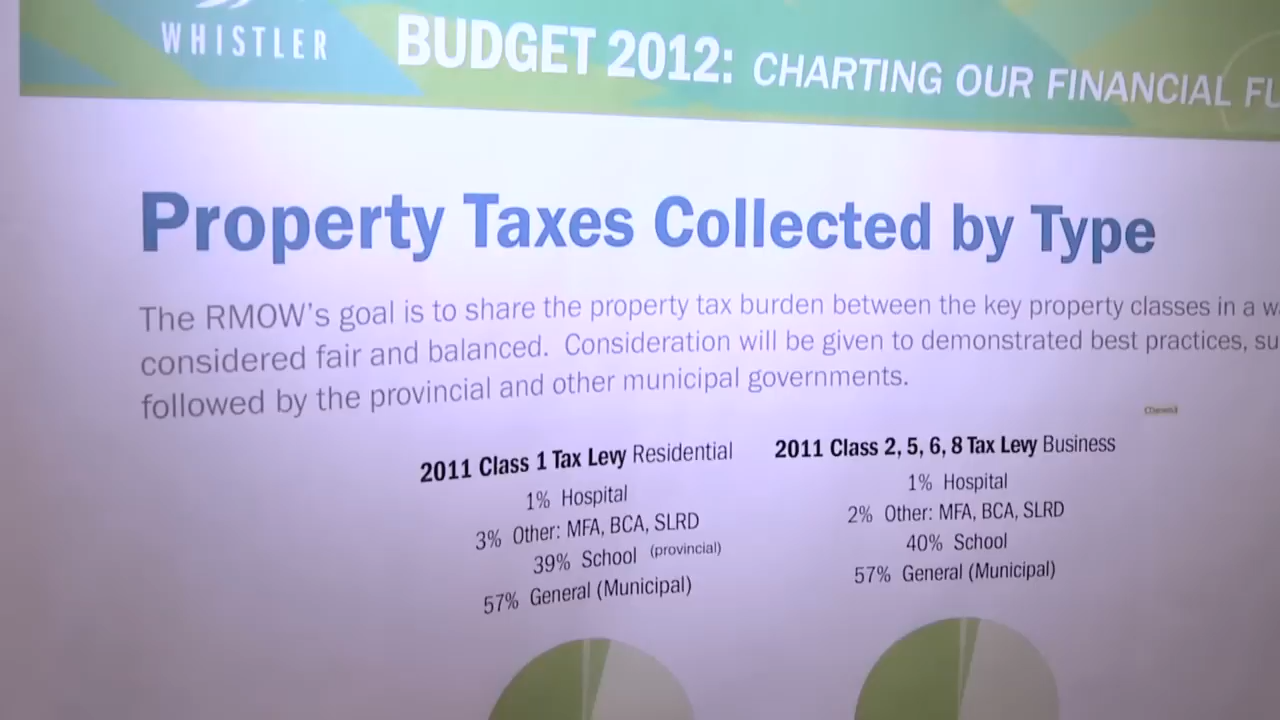 WHISTLER
BUDGET 2012: CHARTING OUR FINANCIAL
Property Taxes Collected by Type
The RMOW's goal is to share the property tax burden between the key property classes in a
considered fair and balanced. Consideration will be given to demonstrated best practices,
followed by the provincial and other municipal governments.
2011 Class 1 Tax Levy Residential
1% Hospital
3% Other: MFA, BCA, SLRD
39% School (provincial)
57% General (Municipal)
2011 Class 2, 5, 6, 8 Tax Levy Business
1% Hospital
2% Other: MFA, BCA, SLRD
40% School
57% General (Municipal)